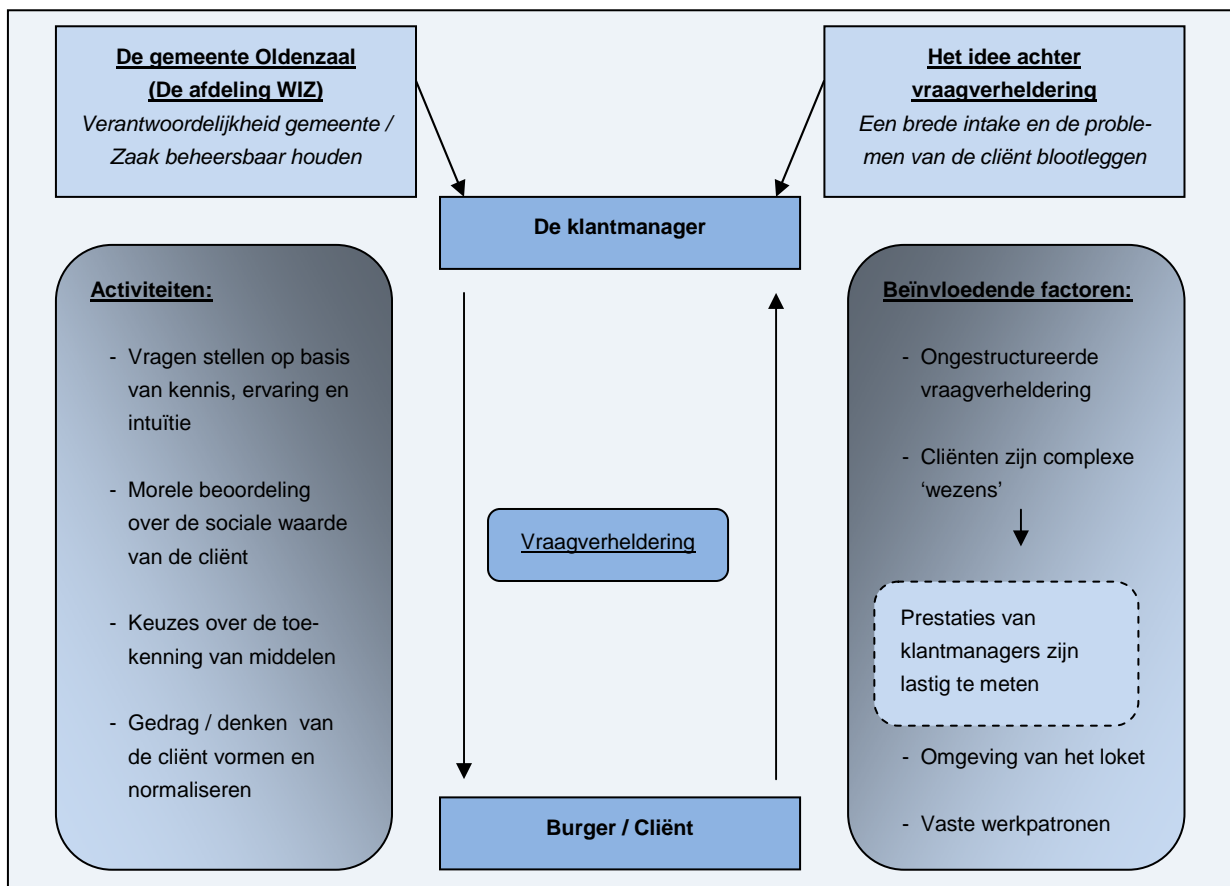 De gemeente Oldenzaal
(De afdeling WIZ)
Verantwoordelijkheid gemeente /
Zaak beheersbaar houden
Het idee achter
vraagverheldering
Een brede intake en de proble-
men van de cliënt blootleggen
De klantmanager
Activiteiten:
- Vragen stellen op basis
van kennis, ervaring en
intuïtie
- Morele beoordeling
over de sociale waarde
van de cliënt
- Keuzes over de toe-
kenning van middelen
- Gedrag / denken van
de cliënt vormen en
normaliseren
Vraagverheldering
Beïnvloedende factoren:
- Ongestructureerde
vraagverheldering
- Cliënten zijn complexe
‘wezens’
Prestaties van
klantmanagers zijn
lastig te meten
- Omgeving van het loket
- Vaste werkpatronen
Burger / Cliënt